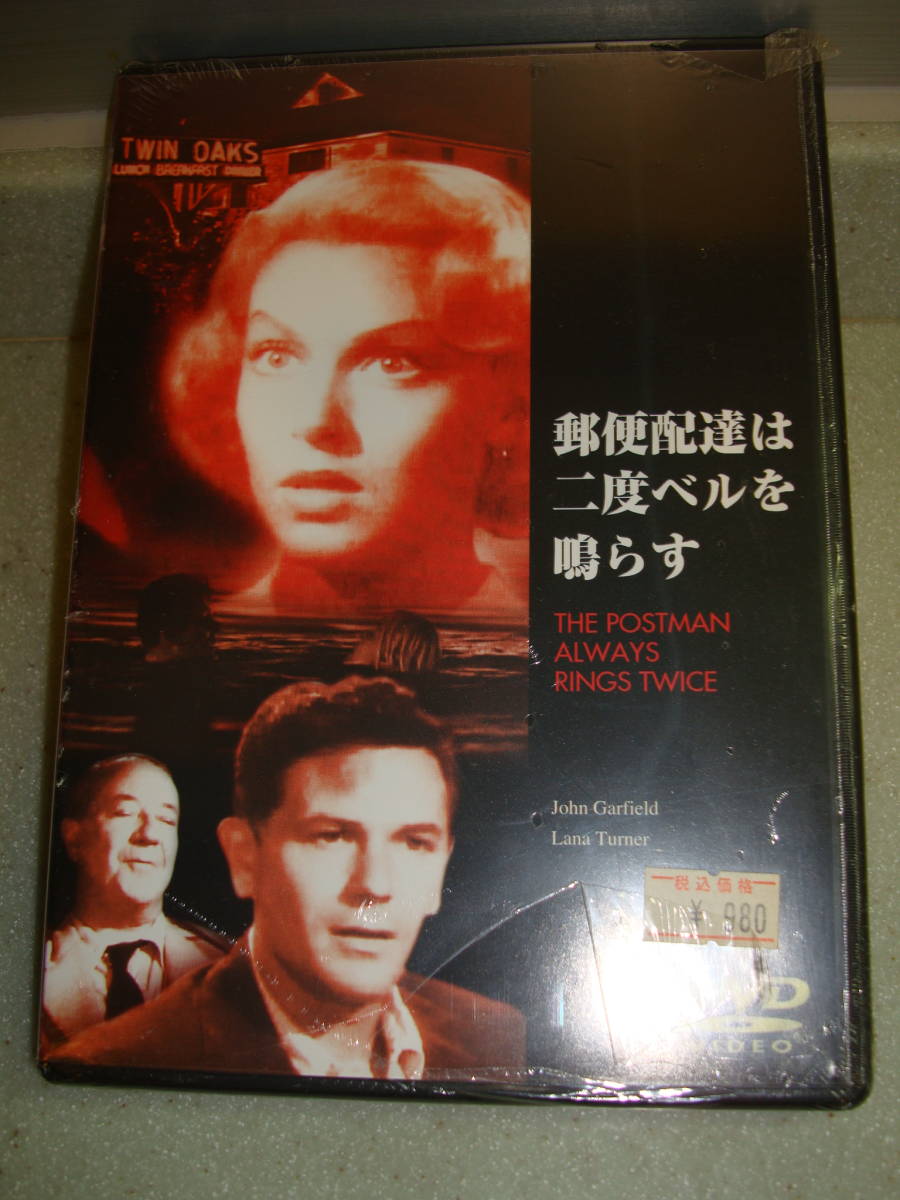 TWIN OAKS
LUNCH BREAKFAST DINNER
郵便配達は
二度ベルを
鳴らす
THE POSTMAN
ALWAYS
RINGS TWICE
John Garfield
Lana Turner
税込価格
¥ 980
DVD
VIDEO